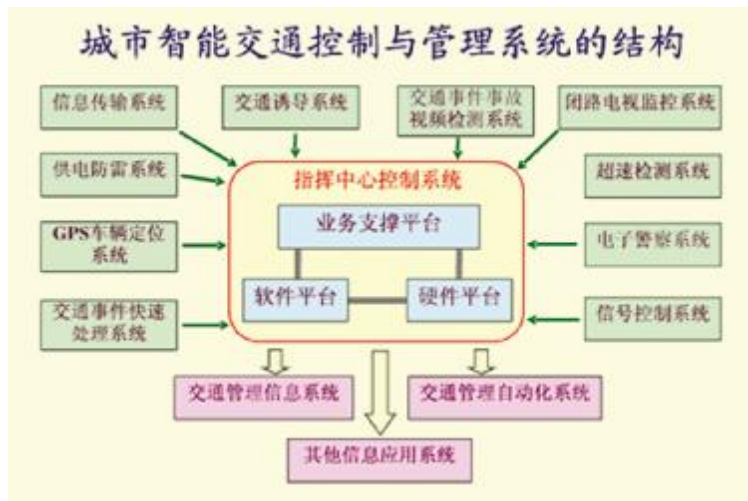 城市智能交通控制与管理系统的结构
信息传输系统
交通诱导系统
交通事件事故
视频检测系统
闭路电视监控系统
供电防雷系统
指挥中心控制系统
超速检测系统
业务支撑平台
GPS车辆定位
系统
电子警察系统
软件平台
硬件平台
交通事件快速
处理系统
信号控制系统
交通管理信息系统
交通管理自动化系统
其他信息应用系统